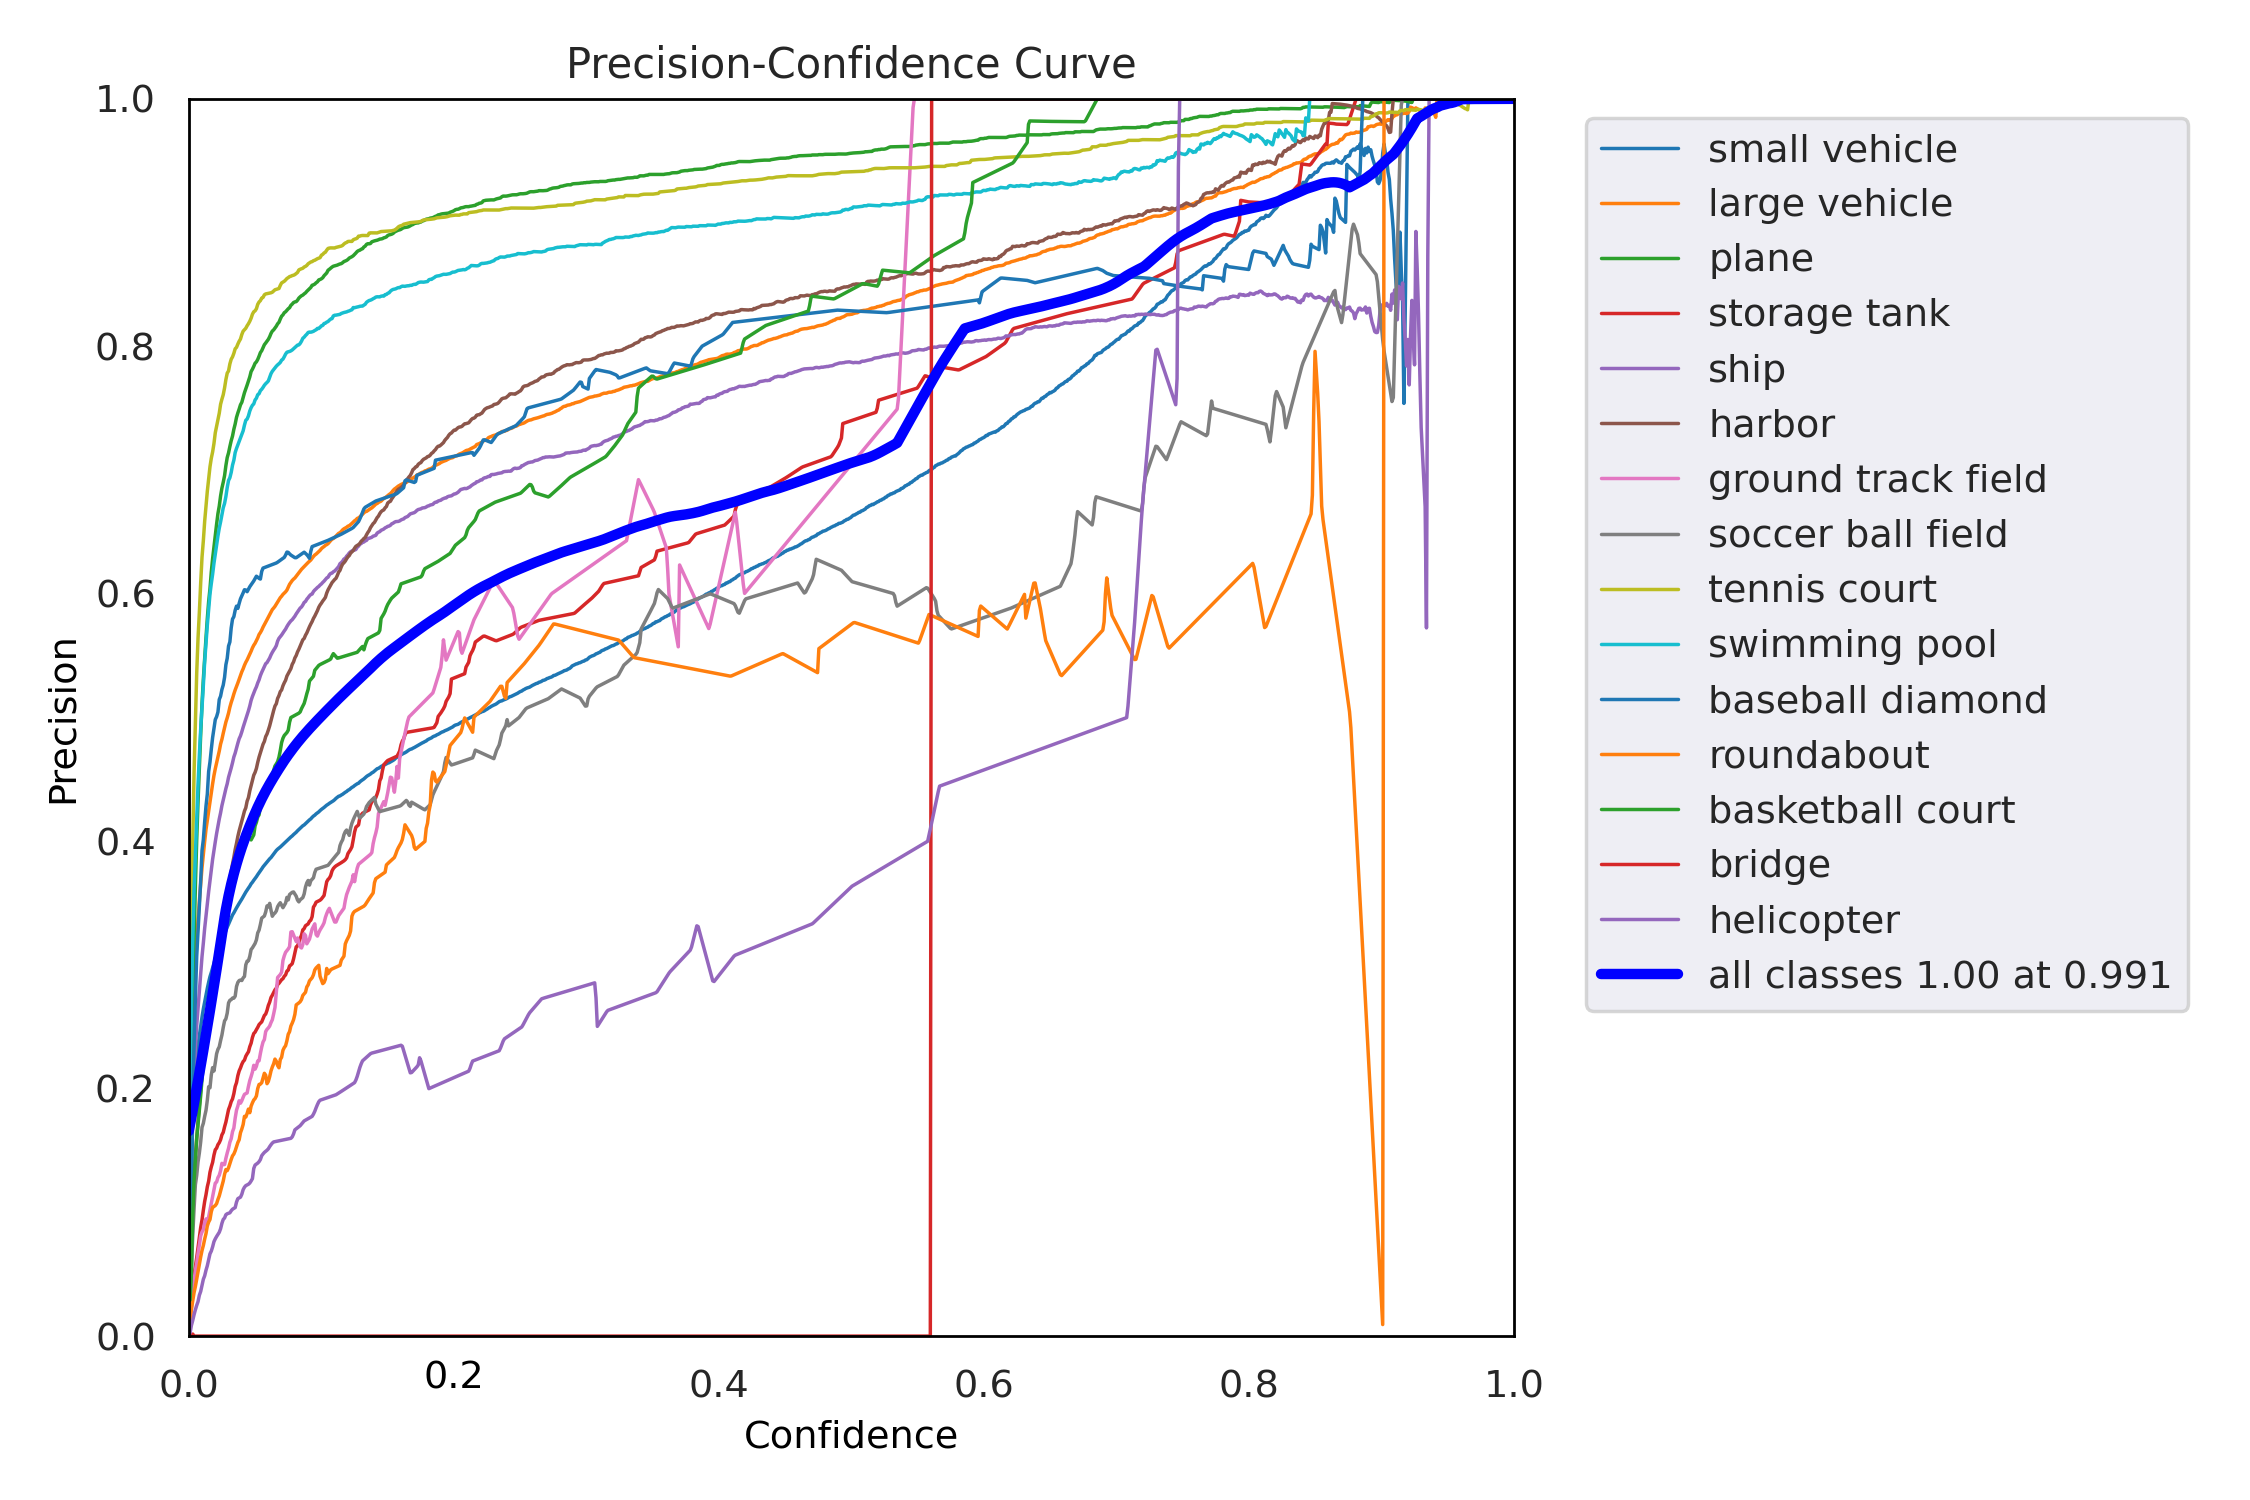 Precision-Confidence Curve
1.0
0.8
0.6
0.4
0.2
0.0
Precision
0.0
0.2
0.4
0.6
0.8
1.0
Confidence
small vehicle
large vehicle
plane
storage tank
ship
harbor
ground track field
soccer ball field
tennis court
swimming pool
baseball diamond
roundabout
basketball court
bridge
helicopter
all classes 1.00 at 0.991